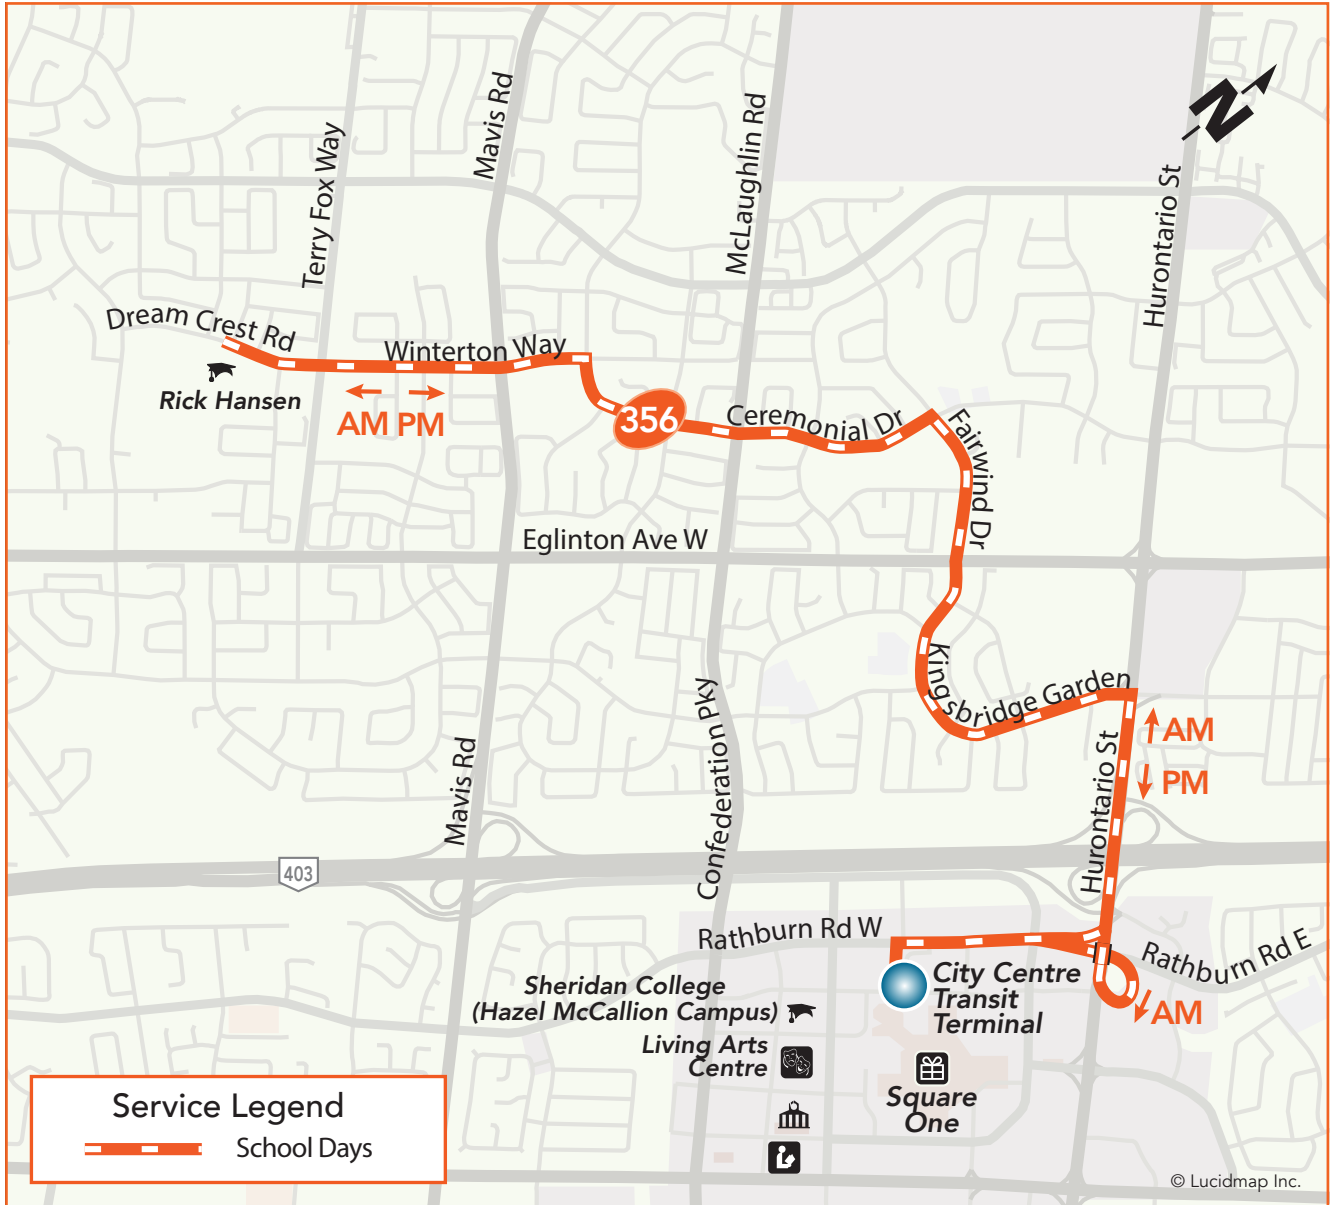 N
Mavis Rd
McLaughlin Rd
Terry Fox Way
Hurontario St
Dream Crest Rd
Winterton Way
Rick Hansen
AM PM
356
Ceremonial Dr
Fairwind Dr
Eglinton Ave W
Kingsbridge Garden
AM
PM
Mavis Rd
Confederation Pky
Hurontario St
403
Rathburn Rd W
Rathburn Rd E
City Centre
Transit
Terminal
AM
Sheridan College
(Hazel McCallion Campus)
Living Arts
Centre
Square
One
Service Legend
School Days
© Lucidmap Inc.